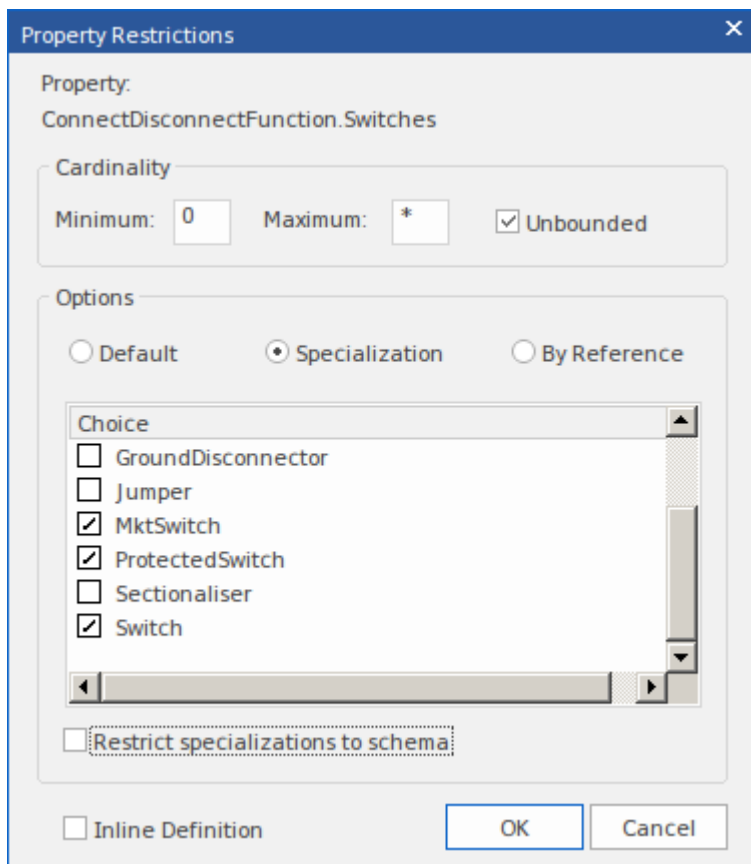 Property Restrictions
Property:
ConnectDisconnectFunction.Switches
Cardinality
Minimum: 0 Maximum: * Unbounded
Options
Default Specialization By Reference
Choice
GroundDisconnector
Jumper
MktSwitch
ProtectedSwitch
Sectionaliser
Switch
Restrict specializations to schema
Inline Definition OK Cancel